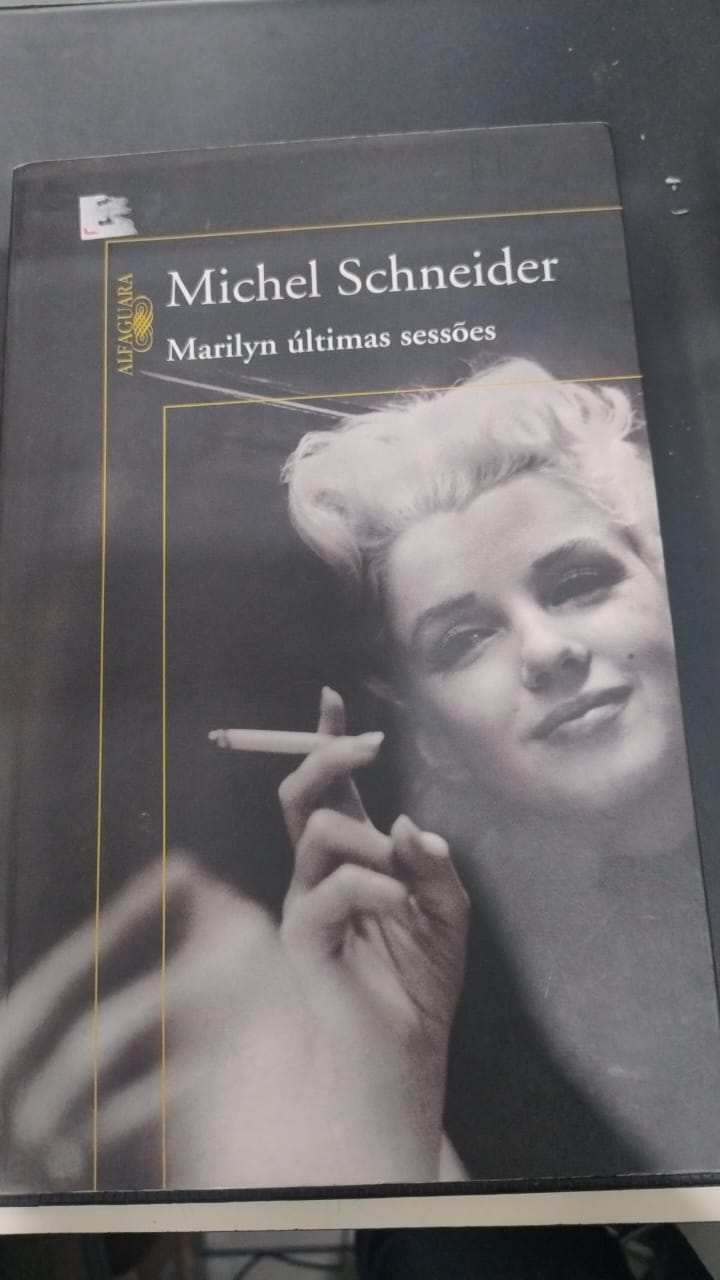 Michel Schneider
Marilyn últimas sessões
ALFAGUARA